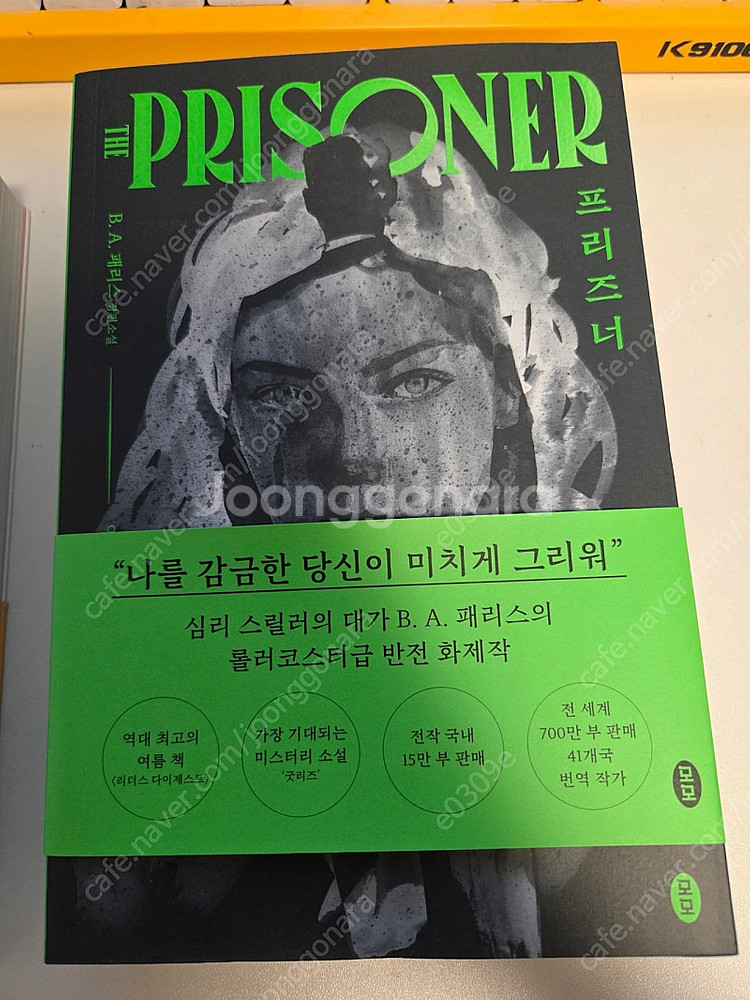 K9100
THE PRISONER
프리즈너
B. A. 패리스 장편소설
“나를 감금한 당신이 미치게 그리워”
심리 스릴러의 대가 B. A. 패리스의
롤러코스터급 반전 화제작
역대 최고의
여름 책
〈리더스 다이제스트〉
가장 기대되는
미스터리 소설
‘굿리즈’
전작 국내
15만 부 판매
전 세계
700만 부 판매
41개국
번역 작가
모모
모모
Joonggonara
cafe.naver.com/joonggonara
e0309e